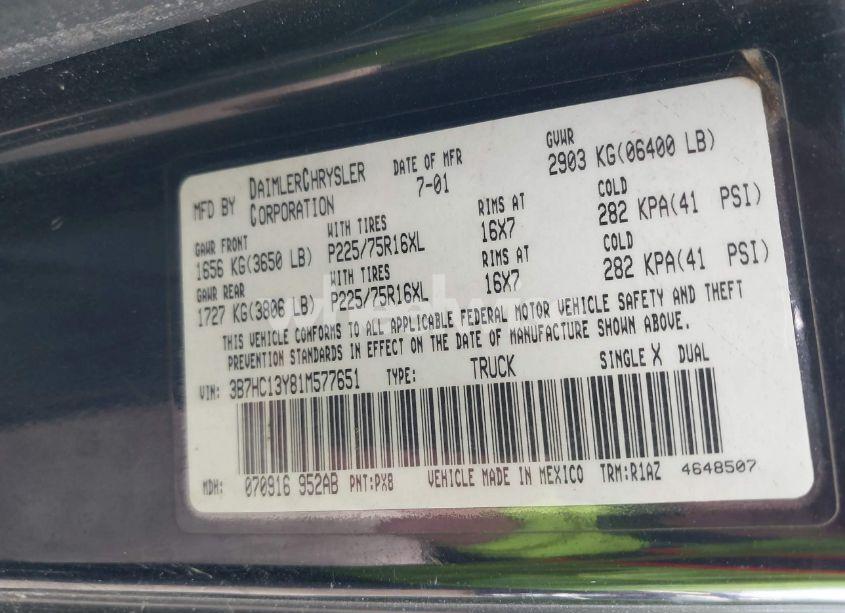 MFD BY DAIMLERCHRYSLER CORPORATION DATE OF MFR 7-01 GVWR 2903 KG(06400 LB)
GAWR FRONT WITH TIRES RIMS AT COLD
1656 KG(3650 LB) P225/75R16XL 16X7 282 KPA(41 PSI)
GAWR REAR WITH TIRES RIMS AT COLD
1727 KG(3806 LB) P225/75R16XL 16X7 282 KPA(41 PSI)
THIS VEHICLE CONFORMS TO ALL APPLICABLE FEDERAL MOTOR VEHICLE SAFETY AND THEFT
PREVENTION STANDARDS IN EFFECT ON THE DATE OF MANUFACTURE SHOWN ABOVE.
VIN: 3B7HC13Y81M577651 TYPE: TRUCK SINGLE X DUAL
MDH: 070916 952AB PNT:PX8 VEHICLE MADE IN MEXICO TRM:R1AZ 4648507